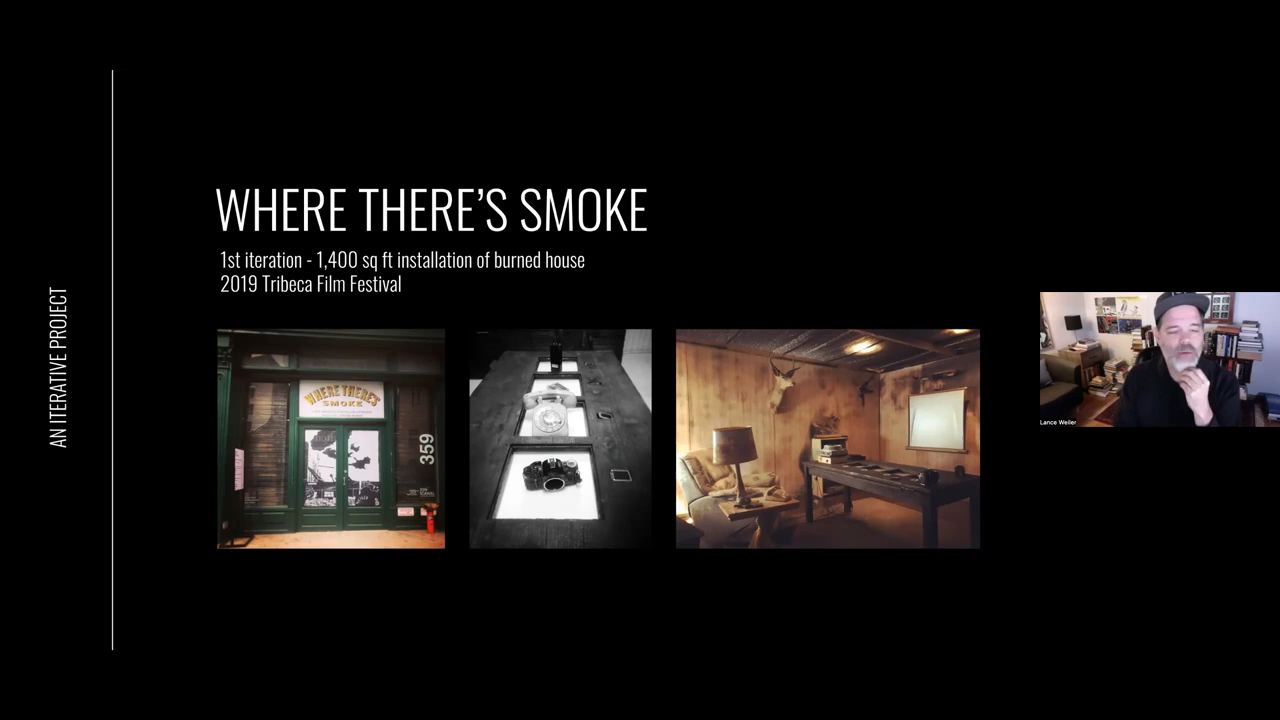 AN ITERATIVE PROJECT
WHERE THERE'S SMOKE
1st iteration - 1,400 sq ft installation of burned house
2019 Tribeca Film Festival
WHERE THERE'S
SMOKE
359
Lance Weiler